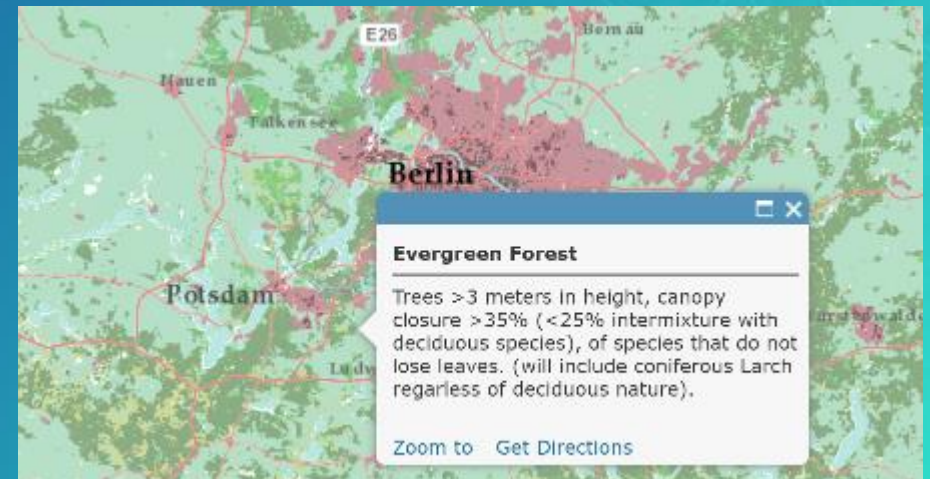 E26
Bernau
Nauen
Falkensee
Berlin
Potsdam
Evergreen Forest
Trees >3 meters in height, canopy
closure >35% (<25% intermixture with
deciduous species), of species that do not
lose leaves. (will include coniferous Larch
regarless of deciduous nature).
Ludw
Zoom to Get Directions